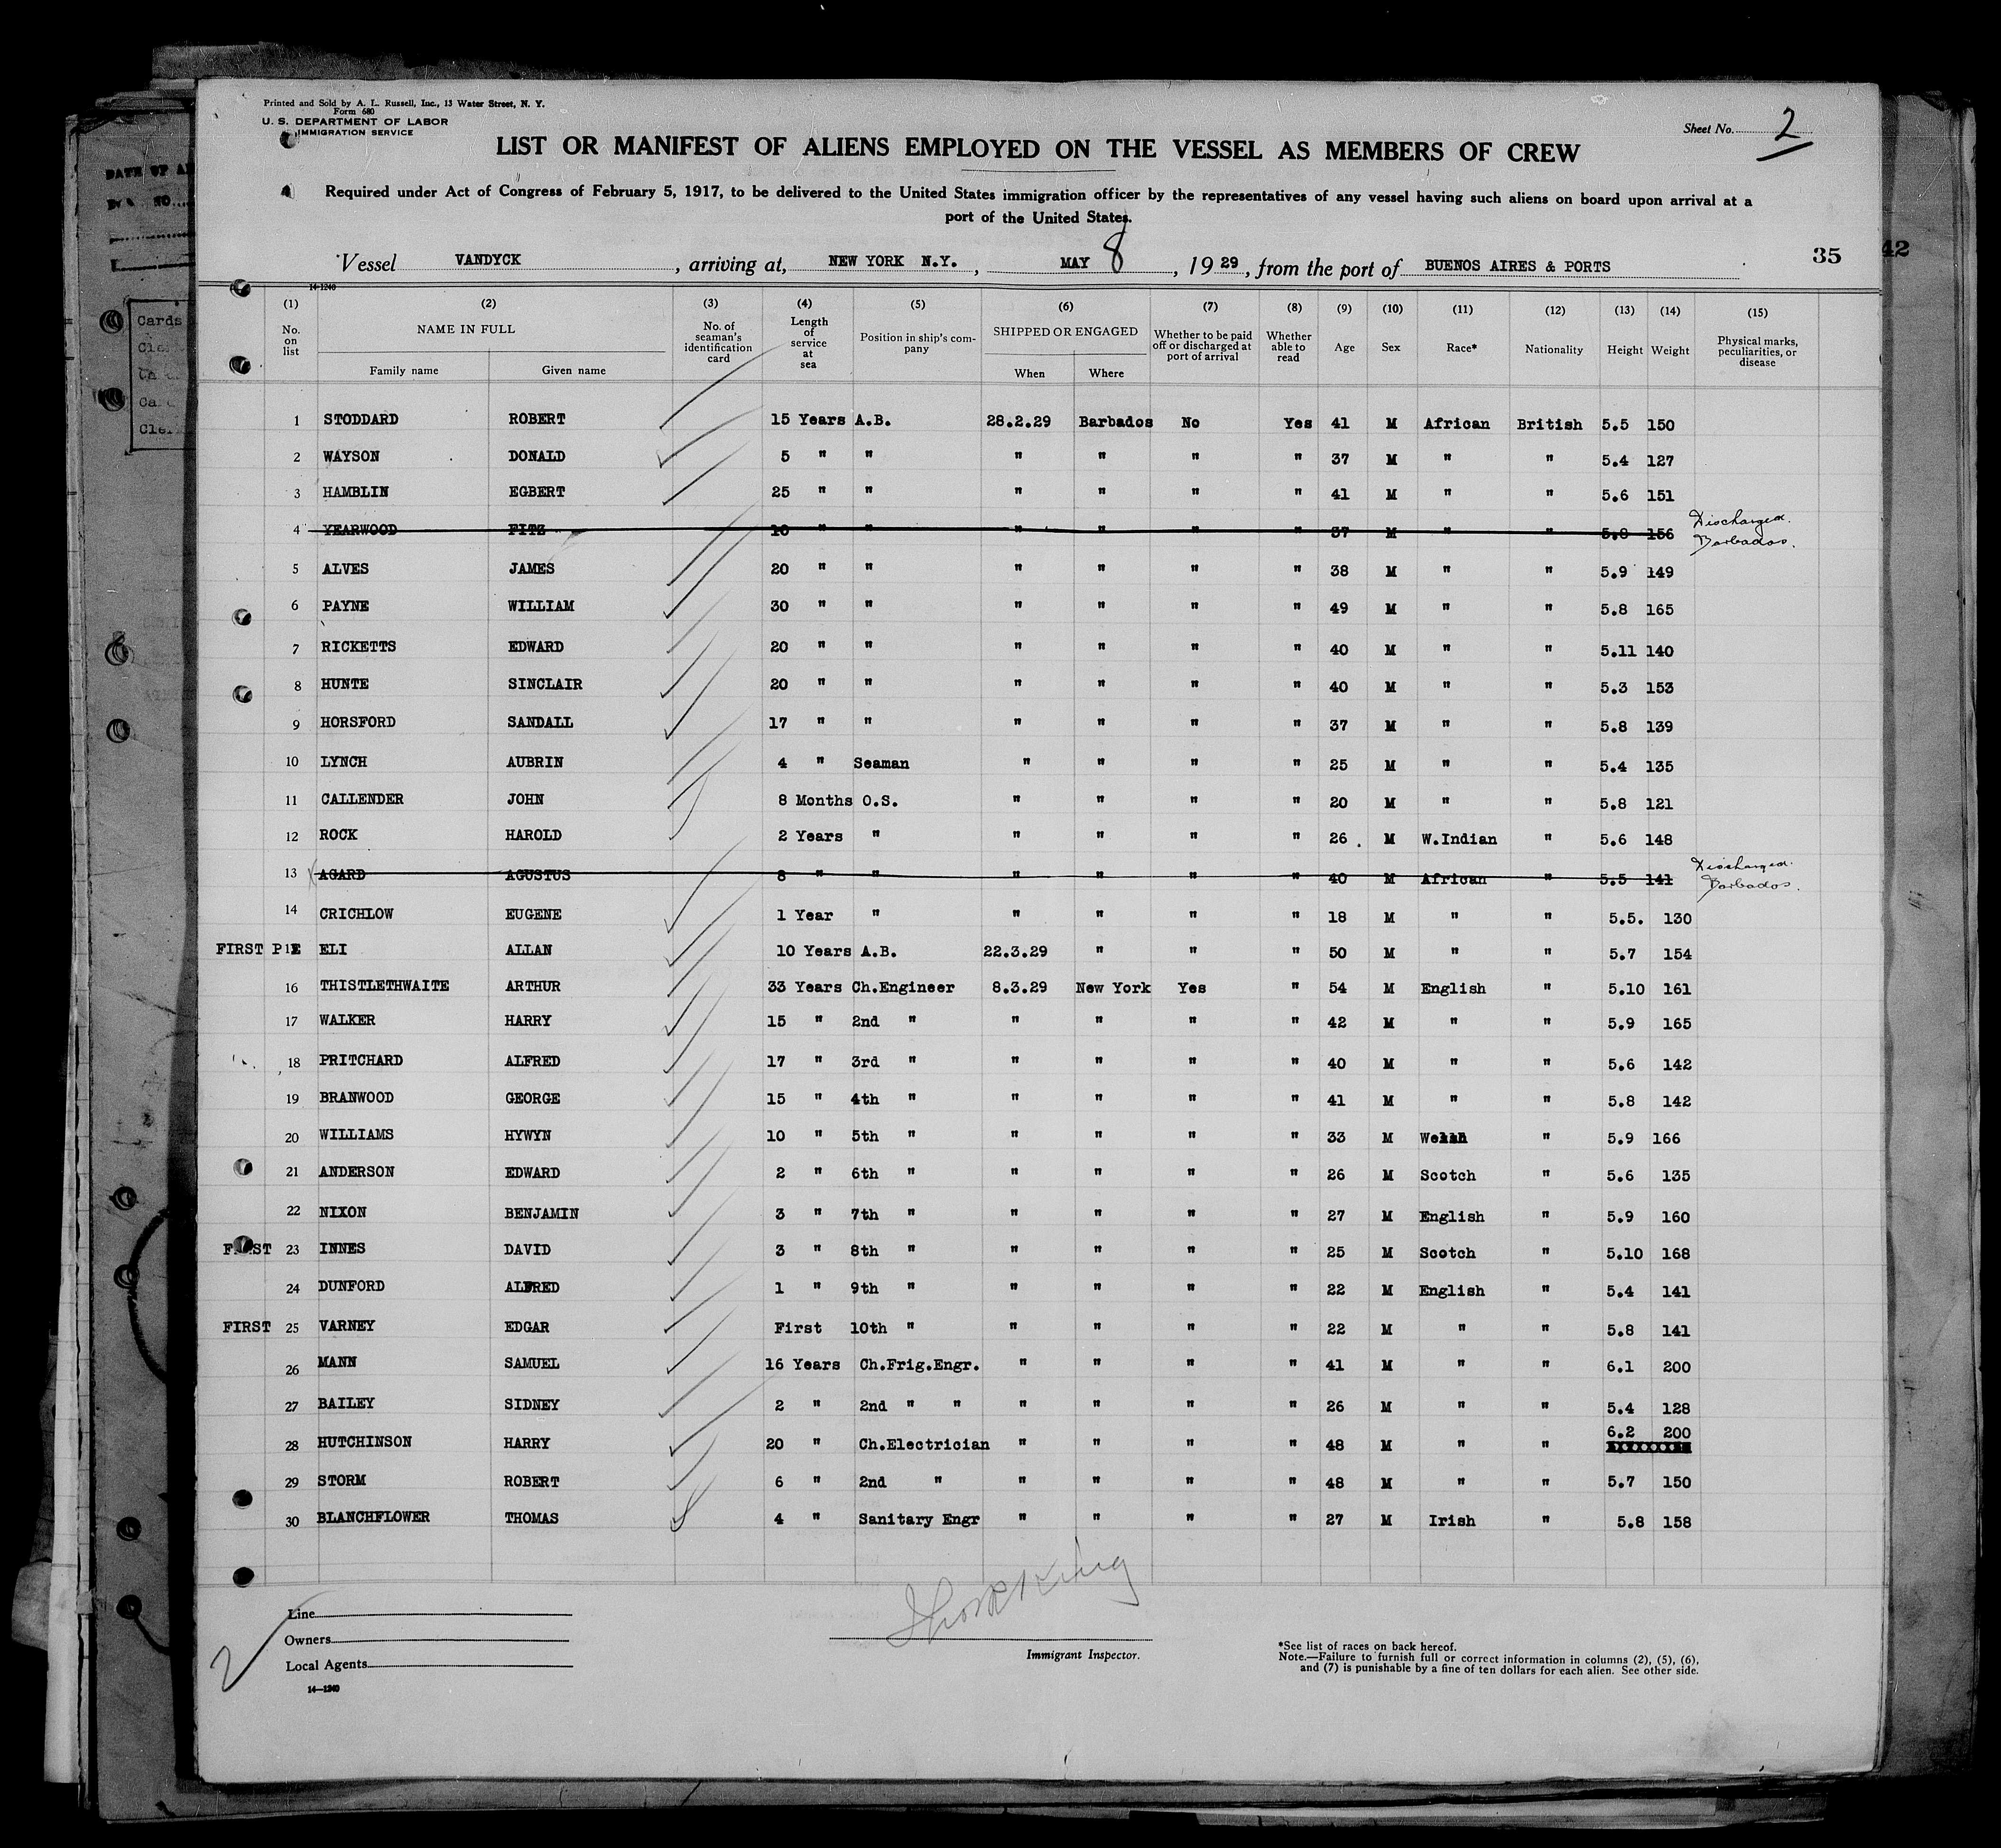 Printed and Sold by A. L. Russell, Inc., 13 Water Street, N. Y.
Form 680
U. S. DEPARTMENT OF LABOR
IMMIGRATION SERVICE
Sheet No. 2
LIST OR MANIFEST OF ALIENS EMPLOYED ON THE VESSEL AS MEMBERS OF CREW
Required under Act of Congress of February 5, 1917, to be delivered to the United States immigration officer by the representatives of any vessel having such aliens on board upon arrival at a
port of the United States.
Vessel VANDYCK, arriving at, NEW YORK N.Y., MAY 8, 1929, from the port of BUENOS AIRES & PORTS
35 42
14-1240
(1) No. on list (2) NAME IN FULL Family name Given name (3) No. of seaman's identification card (4) Length of service at sea (5) Position in ship's company (6) SHIPPED OR ENGAGED When Where (7) Whether to be paid off or discharged at port of arrival (8) Whether able to read (9) Age (10) Sex (11) Race* (12) Nationality (13) Height (14) Weight (15) Physical marks, peculiarities, or disease
1 STODDARD ROBERT 15 Years A.B. 28.2.29 Barbados No Yes 41 M African British 5.5 150
2 WAYSON DONALD 5 " " " " " " 37 M " " 5.4 127
3 HAMBLIN EGBERT 25 " " " " " " 41 M " " 5.6 151
4 YEARWOOD FITZ 10 " " " " " " 37 M " " 5.8 156 Discharged Barbados.
5 ALVES JAMES 20 " " " " " " 38 M " " 5.9 149
6 PAYNE WILLIAM 30 " " " " " " 49 M " " 5.8 165
7 RICKETTS EDWARD 20 " " " " " " 40 M " " 5.11 140
8 HUNTE SINCLAIR 20 " " " " " " 40 M " " 5.3 153
9 HORSFORD SANDALL 17 " " " " " " 37 M " " 5.8 139
10 LYNCH AUBRIN 4 " Seaman " " " " 25 M " " 5.4 135
11 CALLENDER JOHN 8 Months O.S. " " " " 20 M " " 5.8 121
12 ROCK HAROLD 2 Years " " " " " 26 . M W.Indian " 5.6 148
13 AGARD AGUSTUS 8 " " " " " " 40 M African " 5.5 141 Discharged. Barbados.
14 CRICHLOW EUGENE 1 Year " " " " " 18 M " " 5.5. 130
FIRST 15 ELI ALLAN 10 Years A.B. 22.3.29 " " " 50 M " " 5.7 154
16 THISTLETHWAITE ARTHUR 33 Years Ch.Engineer 8.3.29 New York Yes " 54 M English " 5.10 161
17 WALKER HARRY 15 " 2nd " " " " " 42 M " " 5.9 165
18 PRITCHARD ALFRED 17 " 3rd " " " " " 40 M " " 5.6 142
19 BRANWOOD GEORGE 15 " 4th " " " " " 41 M " " 5.8 142
20 WILLIAMS HYWYN 10 " 5th " " " " " 33 M Welsh " 5.9 166
21 ANDERSON EDWARD 2 " 6th " " " " " 26 M Scotch " 5.6 135
22 NIXON BENJAMIN 3 " 7th " " " " " 27 M English " 5.9 160
FIRST 23 INNES DAVID 3 " 8th " " " " " 25 M Scotch " 5.10 168
24 DUNFORD ALFRED 1 " 9th " " " " " 22 M English " 5.4 141
FIRST 25 VARNEY EDGAR First 10th " " " " " 22 M " " 5.8 141
26 MANN SAMUEL 16 Years Ch.Frig.Engr. " " " " 41 M " " 6.1 200
27 BAILEY SIDNEY 2 " 2nd " " " " " " 26 M " " 5.4 128
28 HUTCHINSON HARRY 20 " Ch.Electrician " " " " 48 M " " 6.2 200
29 STORM ROBERT 6 " 2nd " " " " " 48 M " " 5.7 150
30 BLANCHFLOWER THOMAS 4 " Sanitary Engr " " " " 27 M Irish " 5.8 158
Line
Owners
Local Agents
14-1240
2
Immigrant Inspector.
*See list of races on back hereof.
Note.—Failure to furnish full or correct information in columns (2), (5), (6),
and (7) is punishable by a fine of ten dollars for each alien. See other side.